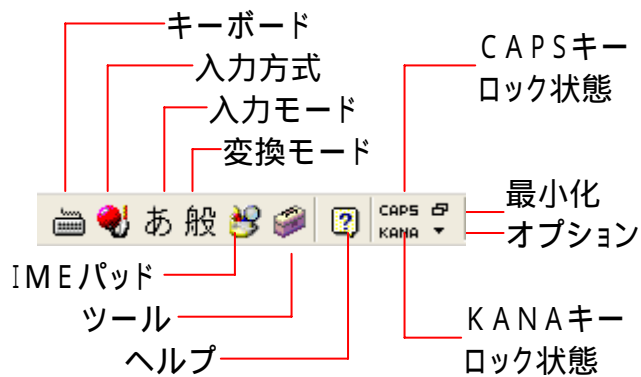 キーボード
入力方式
入力モード
変換モード
CAPSキー
ロック状態
あ 般 ? CAPS
KANA
最小化
オプション
IMEパッド
ツール
ヘルプ
KANAキー
ロック状態